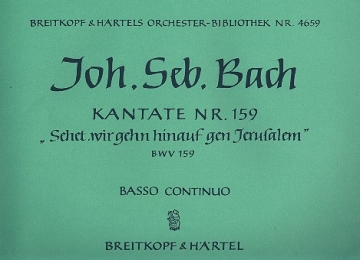 BREITKOPF & HÄRTELS ORCHESTER-BIBLIOTHEK NR. 4659
Joh. Seb. Bach
KANTATE NR. 159
„Sehet, wir gehn hinauf gen Jerusalem"
BWV 159
BASSO CONTINUO
BREITKOPF & HÄRTEL